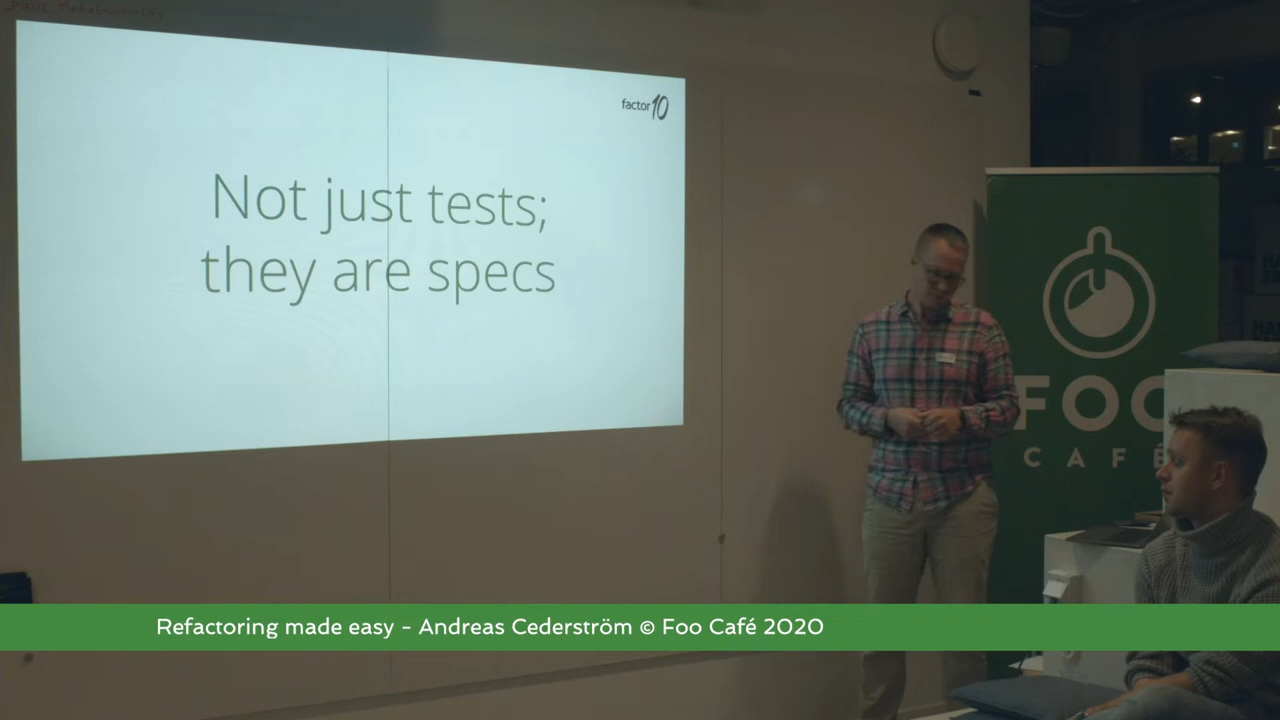 factor10
Not just tests;
they are specs
FOO
CAFÉ
Refactoring made easy - Andreas Cederström © Foo Café 2020